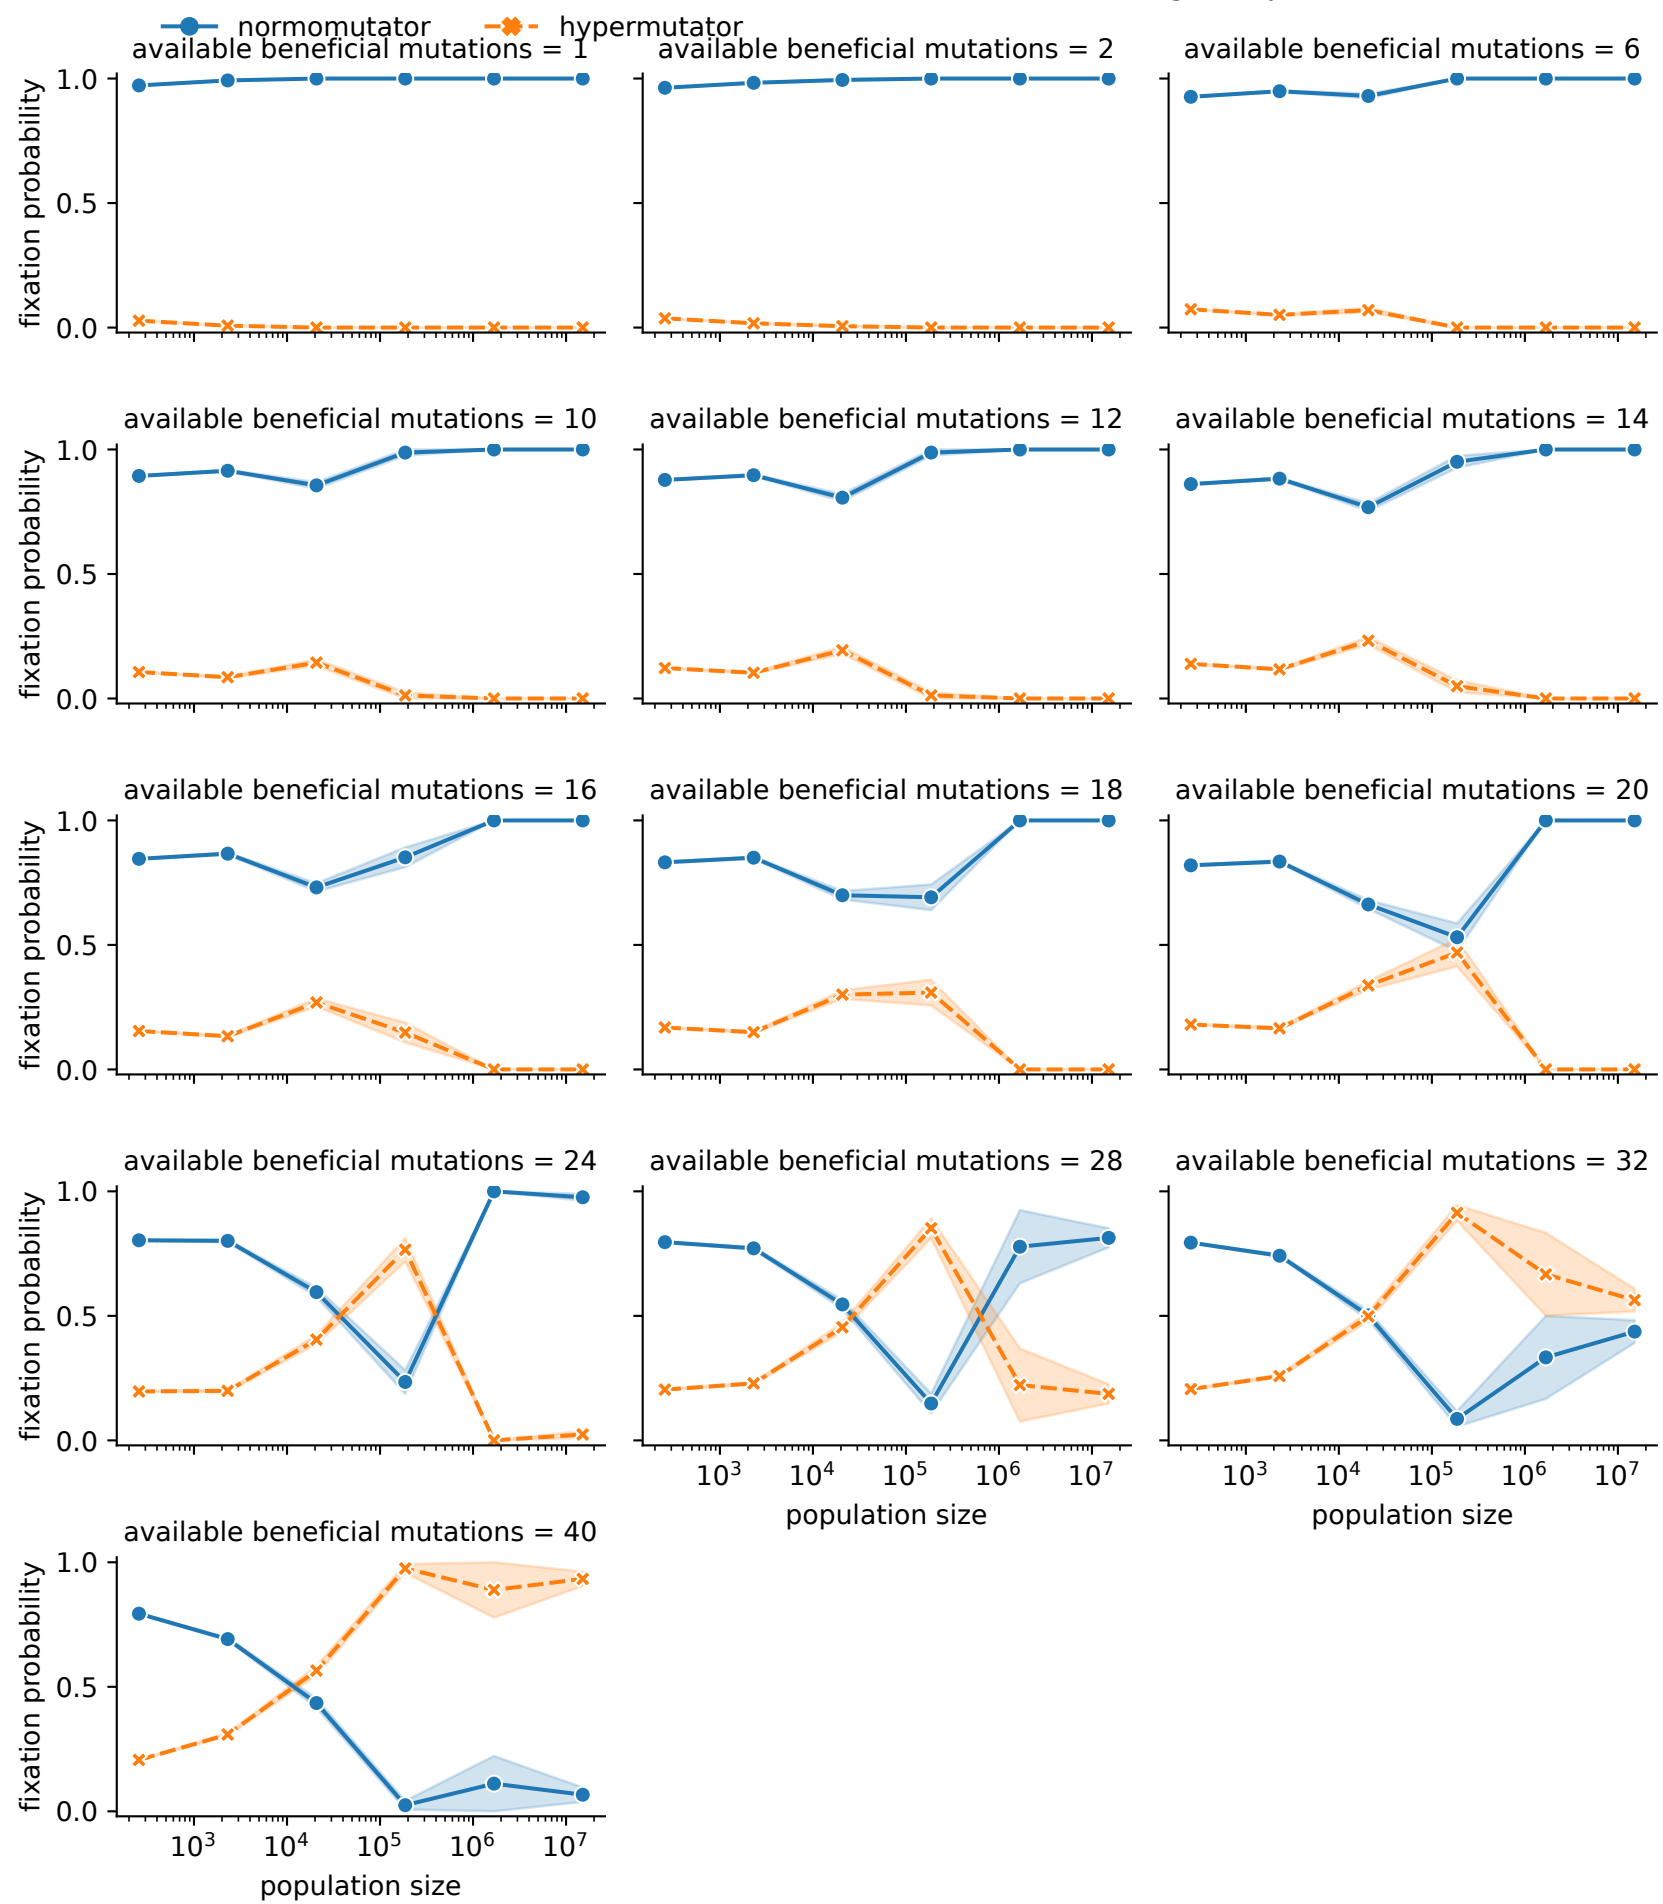 normomutator hypermutator
available beneficial mutations = 1 available beneficial mutations = 2 available beneficial mutations = 6
1.0
0.5
0.0
fixation probability
available beneficial mutations = 10 available beneficial mutations = 12 available beneficial mutations = 14
1.0
0.5
0.0
fixation probability
available beneficial mutations = 16 available beneficial mutations = 18 available beneficial mutations = 20
1.0
0.5
0.0
fixation probability
available beneficial mutations = 24 available beneficial mutations = 28 available beneficial mutations = 32
1.0
0.5
0.0
fixation probability
10³ 10⁴ 10⁵ 10⁶ 10⁷ 10³ 10⁴ 10⁵ 10⁶ 10⁷
population size population size
available beneficial mutations = 40
1.0
0.5
0.0
fixation probability
10³ 10⁴ 10⁵ 10⁶ 10⁷
population size